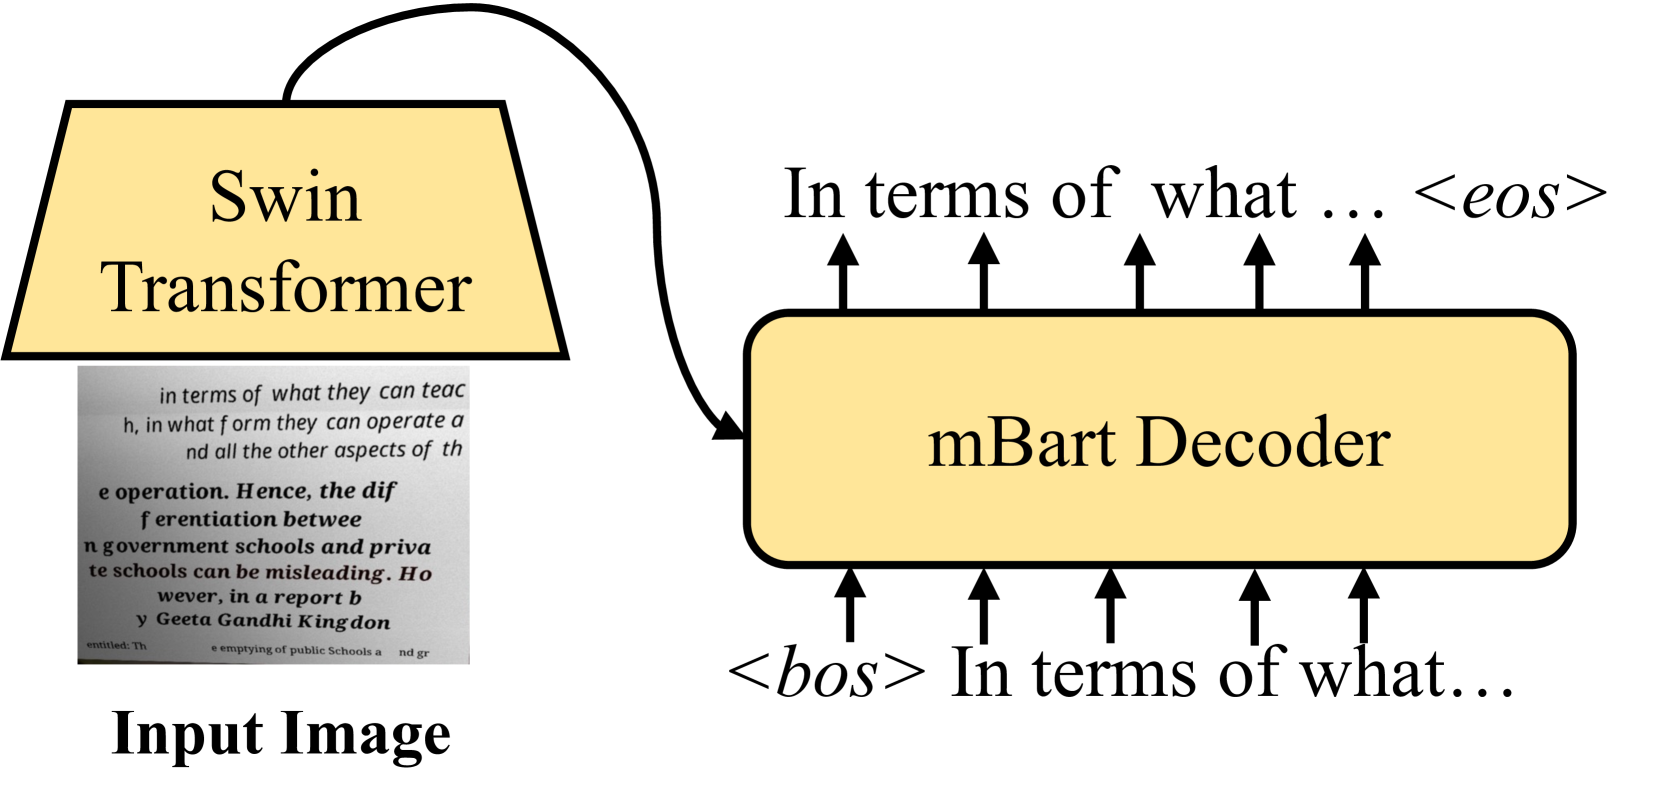 Swin
Transformer
in terms of what they can teac
h, in what form they can operate a
nd all the other aspects of th
e operation. Hence, the dif
ferentiation betwee
n government schools and priva
te schools can be misleading. Ho
wever, in a report b
y Geeta Gandhi Kingdon
entitled: Th e emptying of public Schools a nd gr
Input Image
In terms of what … <eos>
mBart Decoder
<bos> In terms of what…